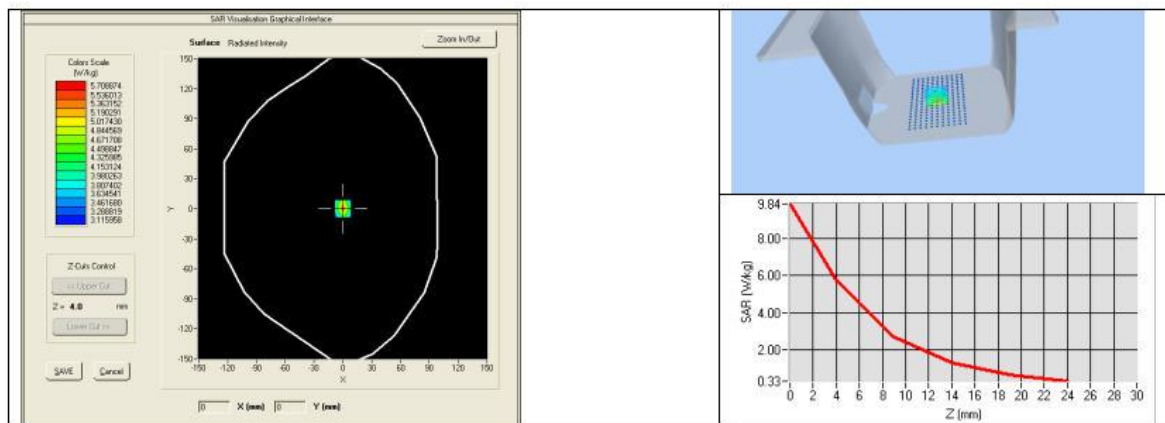 SAR Visualisation Graphical Interface
Surface Radiated Intensity
Zoom In/Out
Colors Scale
(W/kg)
5.708874
5.536013
5.363152
5.190291
5.017430
4.844569
4.671708
4.498847
4.325985
4.153124
3.980263
3.807402
3.634541
3.461680
3.288819
3.115958
Z-Cuts Control
<< Upper Cut
Z = 4.0 mm
Lower Cut >>
SAVE Cancel
150
120
90
60
30
0
-30
-60
-90
-120
-150
Y
-150 -120 -90 -60 -30 0 30 60 90 120 150
X
0 X (mm) 0 Y (mm)
9.84
8.00
6.00
4.00
2.00
0.33
SAR (W/kg)
0 2 4 6 8 10 12 14 16 18 20 22 24 26 28 30
Z (mm)